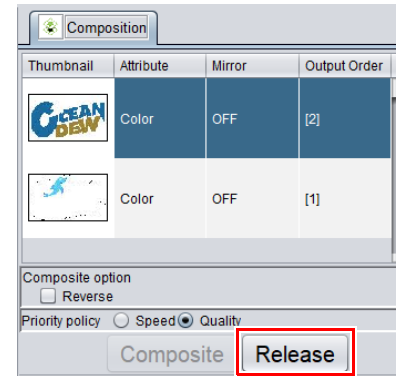 Composition
Thumbnail Attribute Mirror Output Order
OCEAN DEW Color OFF [2]
Color OFF [1]
Composite option
Reverse
Priority policy Speed Quality
Composite Release